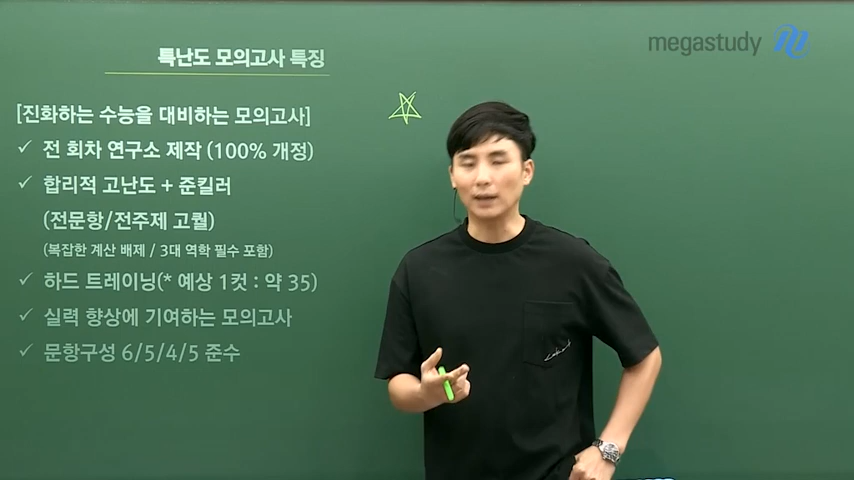 특난도 모의고사 특징
megastudy
[진화하는 수능을 대비하는 모의고사]
✓ 전 회차 연구소 제작 (100% 개정)
✓ 합리적 고난도 + 준킬러
(전문항/전주제 고퀄)
(복잡한 계산 배제 / 3대 역학 필수 포함)
✓ 하드 트레이닝(* 예상 1컷 : 약 35)
✓ 실력 향상에 기여하는 모의고사
✓ 문항구성 6/5/4/5 준수